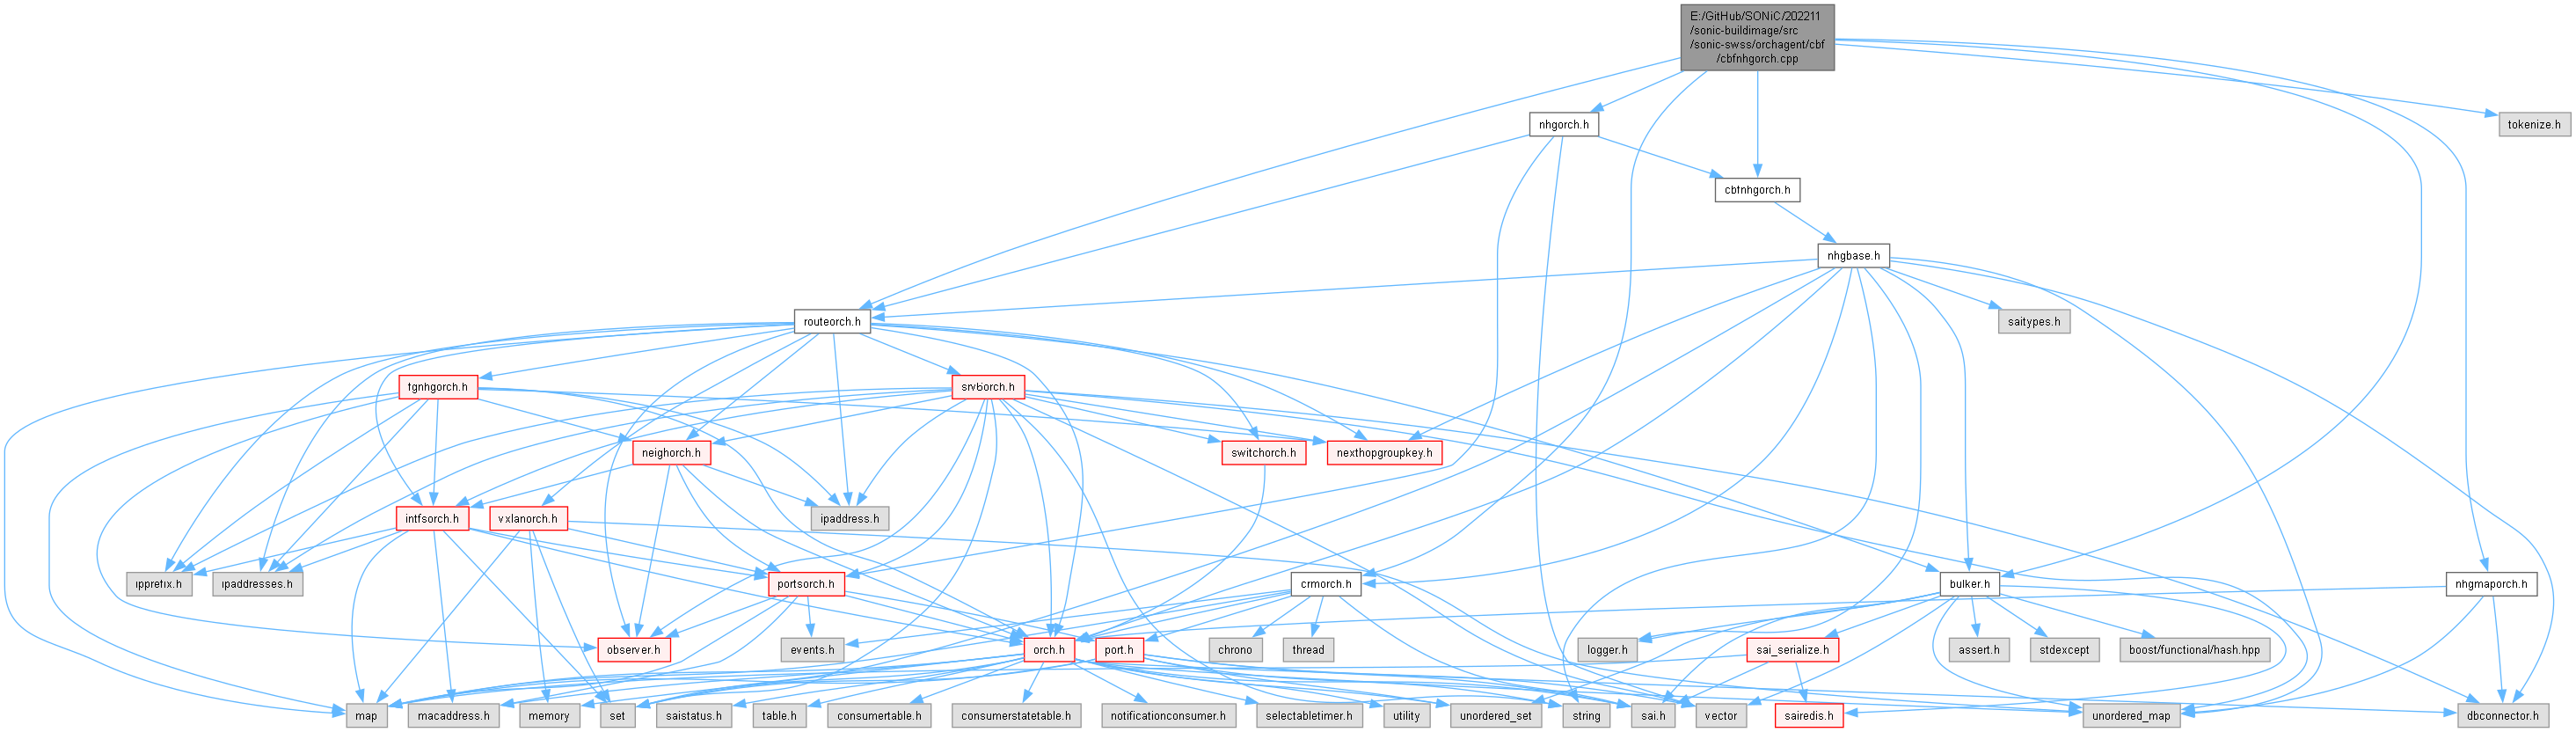 E:/GitHub/SONiC/202211
/sonic-buildimage/src
/sonic-swss/orchagent/cbf
/cbfnhgorch.cpp
nhgorch.h
tokenize.h
cbfnhgorch.h
nhgbase.h
routeorch.h
saitypes.h
fgnhgorch.h
srv6orch.h
neighorch.h
switchorch.h
nexthopgroupkey.h
intfsorch.h
vxlanorch.h
ipaddress.h
ipprefix.h
ipaddresses.h
portsorch.h
crmorch.h
bulker.h
nhgmaporch.h
observer.h
events.h
orch.h
port.h
chrono
thread
logger.h
sai_serialize.h
assert.h
stdexcept
boost/functional/hash.hpp
map
macaddress.h
memory
set
saistatus.h
table.h
consumertable.h
consumerstatetable.h
notificationconsumer.h
selectabletimer.h
utility
unordered_set
string
sai.h
vector
sairedis.h
unordered_map
dbconnector.h